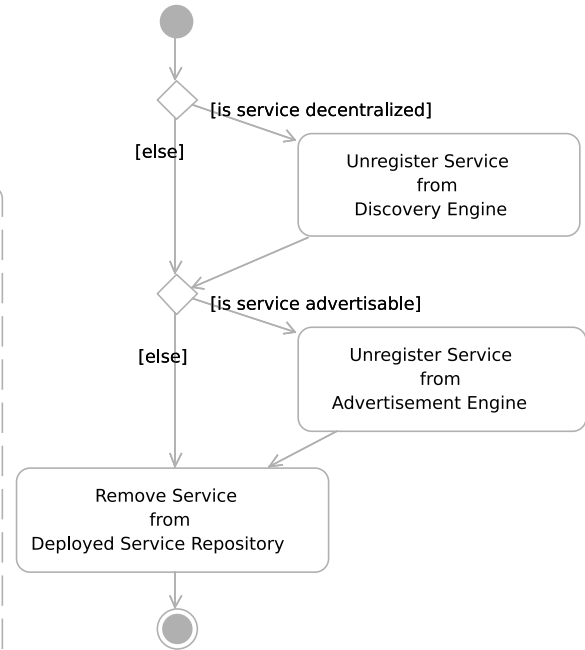 [is service decentralized]
[else]
Unregister Service
from
Discovery Engine
[is service advertisable]
[else]
Unregister Service
from
Advertisement Engine
Remove Service
from
Deployed Service Repository